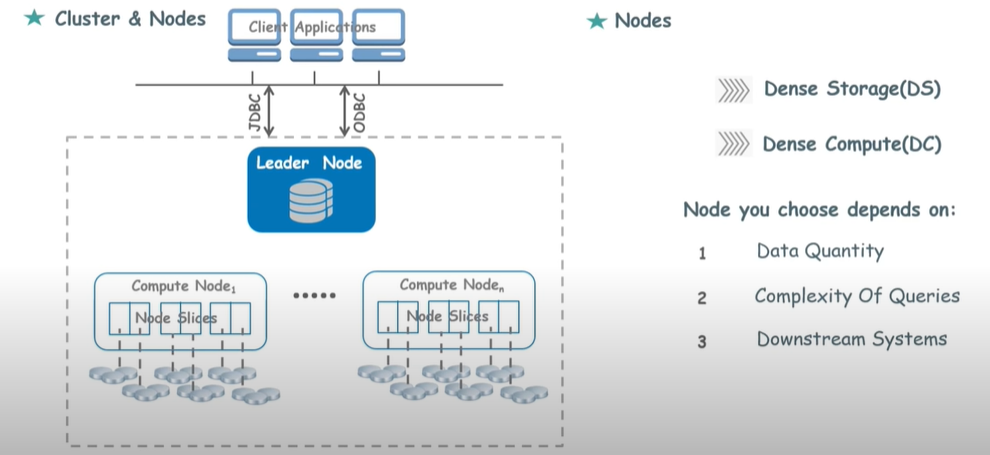 Cluster & Nodes
Client Applications
JDBC
ODBC
Leader Node
Compute Node1
Node Slices
Compute Noden
Node Slices
Nodes
Dense Storage(DS)
Dense Compute(DC)
Node you choose depends on:
1 Data Quantity
2 Complexity Of Queries
3 Downstream Systems